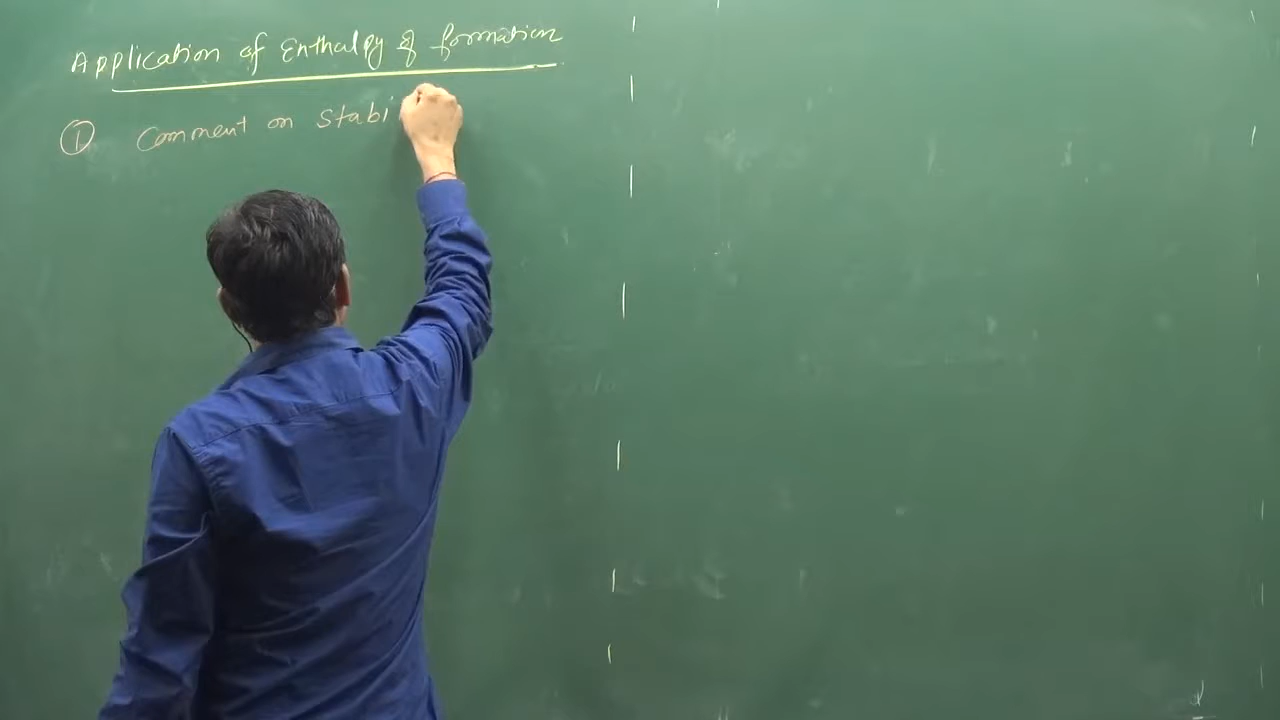 Application of Enthalpy of formation
① Comment on Stabi